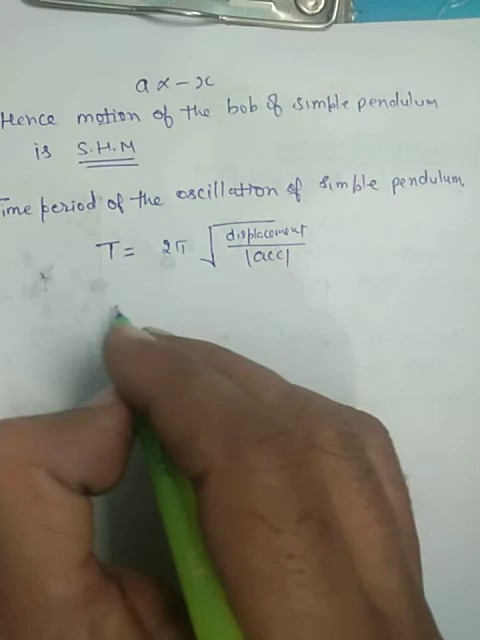 a ∝ - x
Hence motion of the bob of simple pendulum
is S.H.M
Time period of the oscillation of simple pendulum
T = 2π √ displacement / |acc|